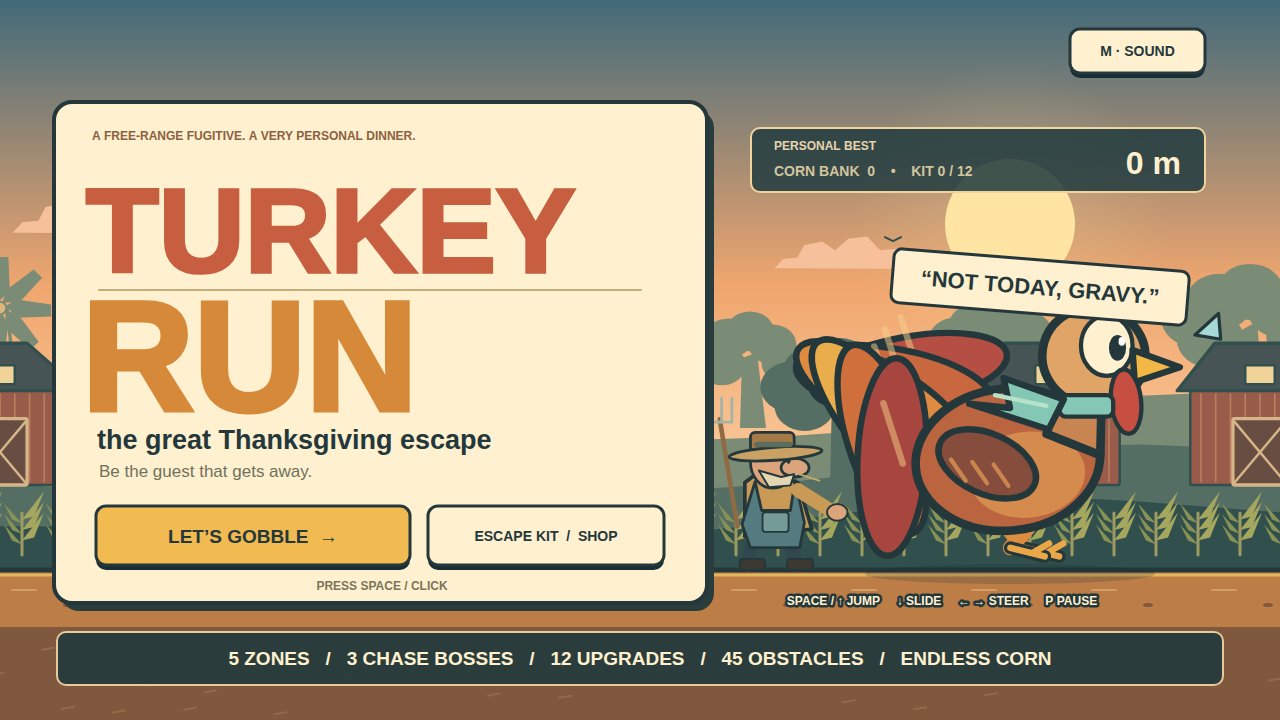 M · SOUND
A FREE-RANGE FUGITIVE. A VERY PERSONAL DINNER.
TURKEY
RUN
the great Thanksgiving escape
Be the guest that gets away.
LET’S GOBBLE →
ESCAPE KIT / SHOP
PRESS SPACE / CLICK
PERSONAL BEST
CORN BANK 0 • KIT 0 / 12
0 m
“NOT TODAY, GRAVY.”
SPACE / ↑ JUMP ↓ SLIDE ← → STEER P PAUSE
5 ZONES / 3 CHASE BOSSES / 12 UPGRADES / 45 OBSTACLES / ENDLESS CORN